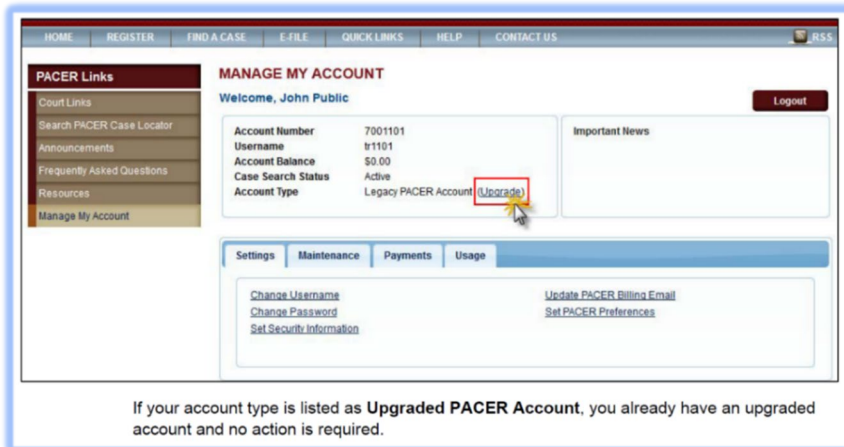 HOME REGISTER FIND A CASE E-FILE QUICK LINKS HELP CONTACT US RSS
PACER Links
Court Links
Search PACER Case Locator
Announcements
Frequently Asked Questions
Resources
Manage My Account
MANAGE MY ACCOUNT
Welcome, John Public
Logout
Account Number 7001101
Username tr1101
Account Balance $0.00
Case Search Status Active
Account Type Legacy PACER Account (Upgrade)
Important News
Settings Maintenance Payments Usage
Change Username
Change Password
Set Security Information
Update PACER Billing Email
Set PACER Preferences
If your account type is listed as Upgraded PACER Account, you already have an upgraded
account and no action is required.